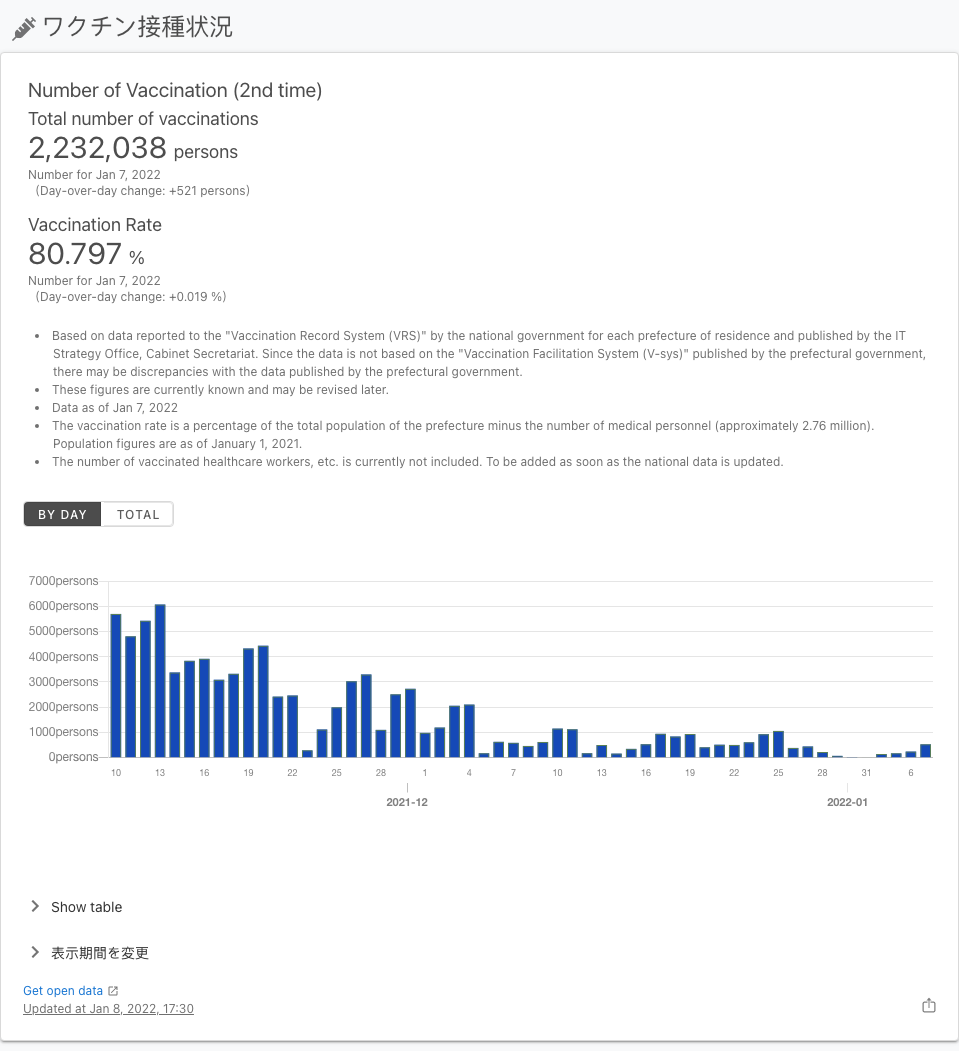 ワクチン接種状況
Number of Vaccination (2nd time)
Total number of vaccinations
2,232,038 persons
Number for Jan 7, 2022
(Day-over-day change: +521 persons)
Vaccination Rate
80.797 %
Number for Jan 7, 2022
(Day-over-day change: +0.019 %)
• Based on data reported to the "Vaccination Record System (VRS)" by the national government for each prefecture of residence and published by the IT
Strategy Office, Cabinet Secretariat. Since the data is not based on the "Vaccination Facilitation System (V-sys)" published by the prefectural government,
there may be discrepancies with the data published by the prefectural government.
• These figures are currently known and may be revised later.
• Data as of Jan 7, 2022
• The vaccination rate is a percentage of the total population of the prefecture minus the number of medical personnel (approximately 2.76 million).
Population figures are as of January 1, 2021.
• The number of vaccinated healthcare workers, etc. is currently not included. To be added as soon as the national data is updated.
BY DAY TOTAL
7000persons
6000persons
5000persons
4000persons
3000persons
2000persons
1000persons
0persons
10 13 16 19 22 25 28 1 4 7 10 13 16 19 22 25 28 31 6
2021-12 2022-01
Show table
表示期間を変更
Get open data
Updated at Jan 8, 2022, 17:30